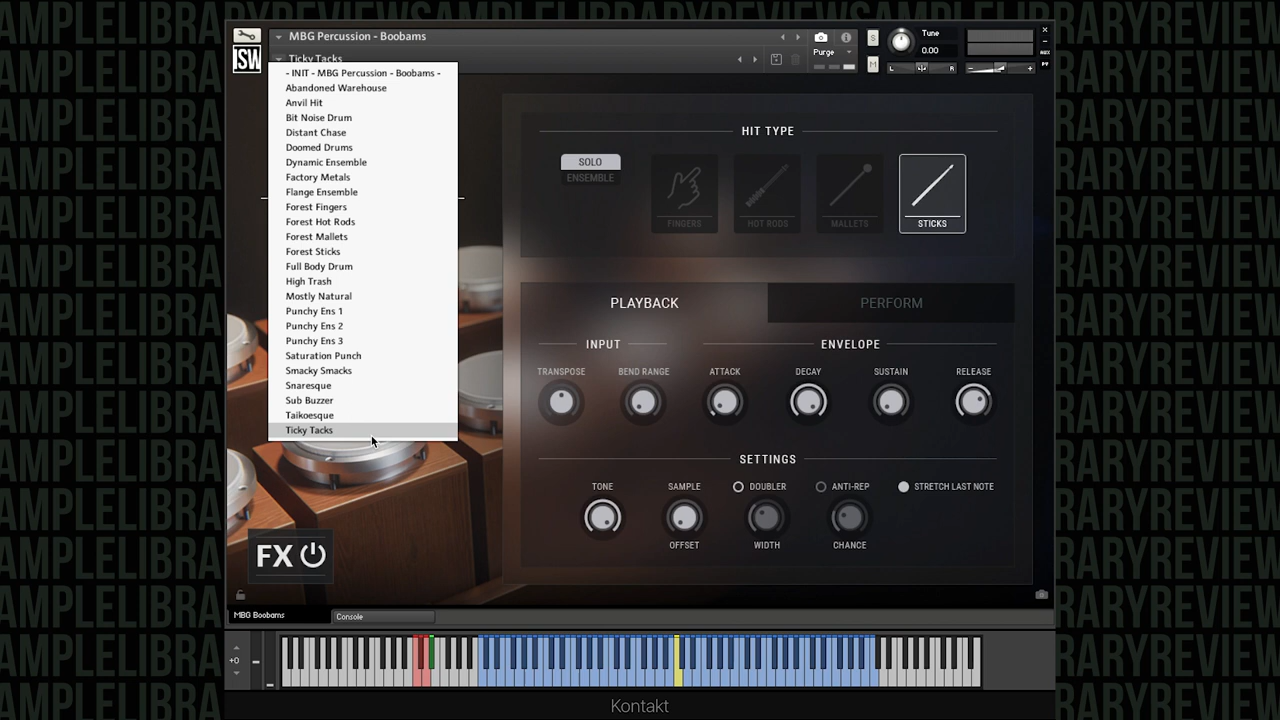 SAMPLELIBRARYREVIEW
MBG Percussion - Boobams
Ticky Tacks
ISW
Purge
S
M
Tune
0.00
L
R
AUX
PV
- INIT - MBG Percussion - Boobams -
Abandoned Warehouse
Anvil Hit
Bit Noise Drum
Distant Chase
Doomed Drums
Dynamic Ensemble
Factory Metals
Flange Ensemble
Forest Fingers
Forest Hot Rods
Forest Mallets
Forest Sticks
Full Body Drum
High Trash
Mostly Natural
Punchy Ens 1
Punchy Ens 2
Punchy Ens 3
Saturation Punch
Smacky Smacks
Snaresque
Sub Buzzer
Taikoesque
Ticky Tacks
HIT TYPE
SOLO
ENSEMBLE
FINGERS
HOT RODS
MALLETS
STICKS
PLAYBACK
PERFORM
INPUT
ENVELOPE
TRANSPOSE
BEND RANGE
ATTACK
DECAY
SUSTAIN
RELEASE
SETTINGS
TONE
SAMPLE
DOUBLER
ANTI-REP
STRETCH LAST NOTE
OFFSET
WIDTH
CHANCE
FX
MBG Boobams
Console
+0
Kontakt